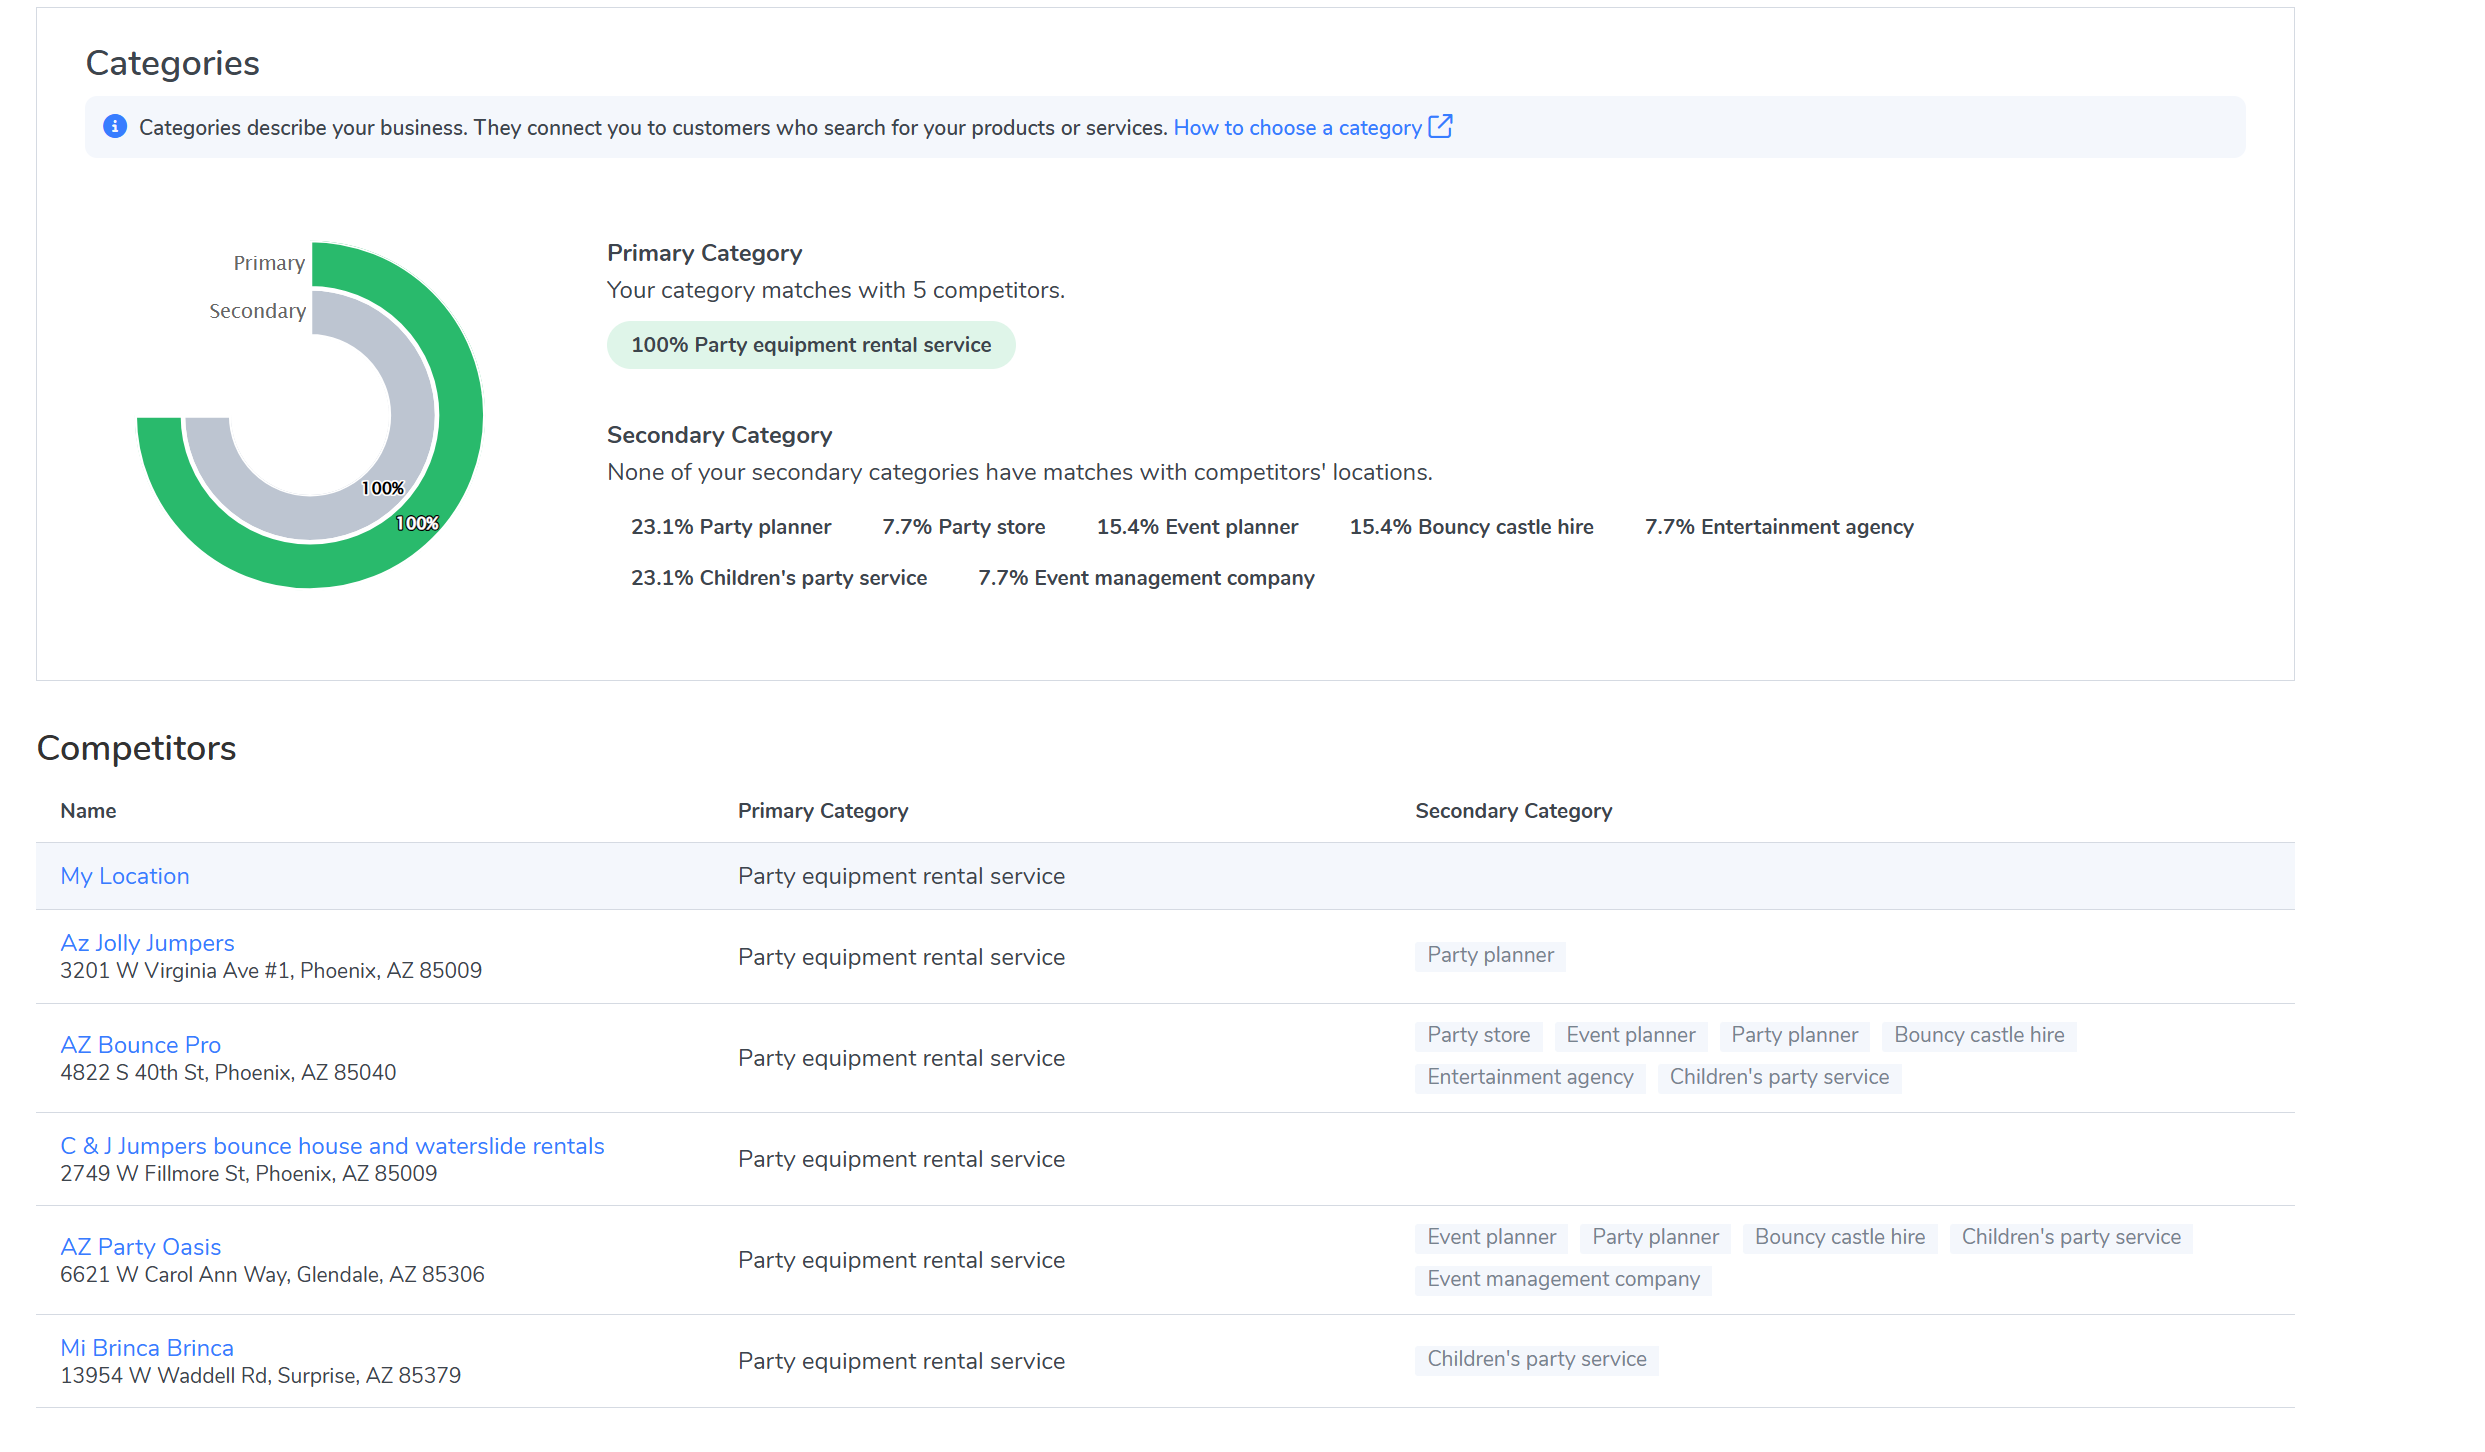 Categories
Categories describe your business. They connect you to customers who search for your products or services. How to choose a category
Primary
Secondary
100%
100%
Primary Category
Your category matches with 5 competitors.
100% Party equipment rental service
Secondary Category
None of your secondary categories have matches with competitors' locations.
23.1% Party planner 7.7% Party store 15.4% Event planner 15.4% Bouncy castle hire 7.7% Entertainment agency
23.1% Children's party service 7.7% Event management company
Competitors
Name Primary Category Secondary Category
My Location Party equipment rental service
Az Jolly Jumpers
3201 W Virginia Ave #1, Phoenix, AZ 85009
Party equipment rental service
Party planner
AZ Bounce Pro
4822 S 40th St, Phoenix, AZ 85040
Party equipment rental service
Party store Event planner Party planner Bouncy castle hire
Entertainment agency Children's party service
C & J Jumpers bounce house and waterslide rentals
2749 W Fillmore St, Phoenix, AZ 85009
Party equipment rental service
AZ Party Oasis
6621 W Carol Ann Way, Glendale, AZ 85306
Party equipment rental service
Event planner Party planner Bouncy castle hire Children's party service
Event management company
Mi Brinca Brinca
13954 W Waddell Rd, Surprise, AZ 85379
Party equipment rental service
Children's party service